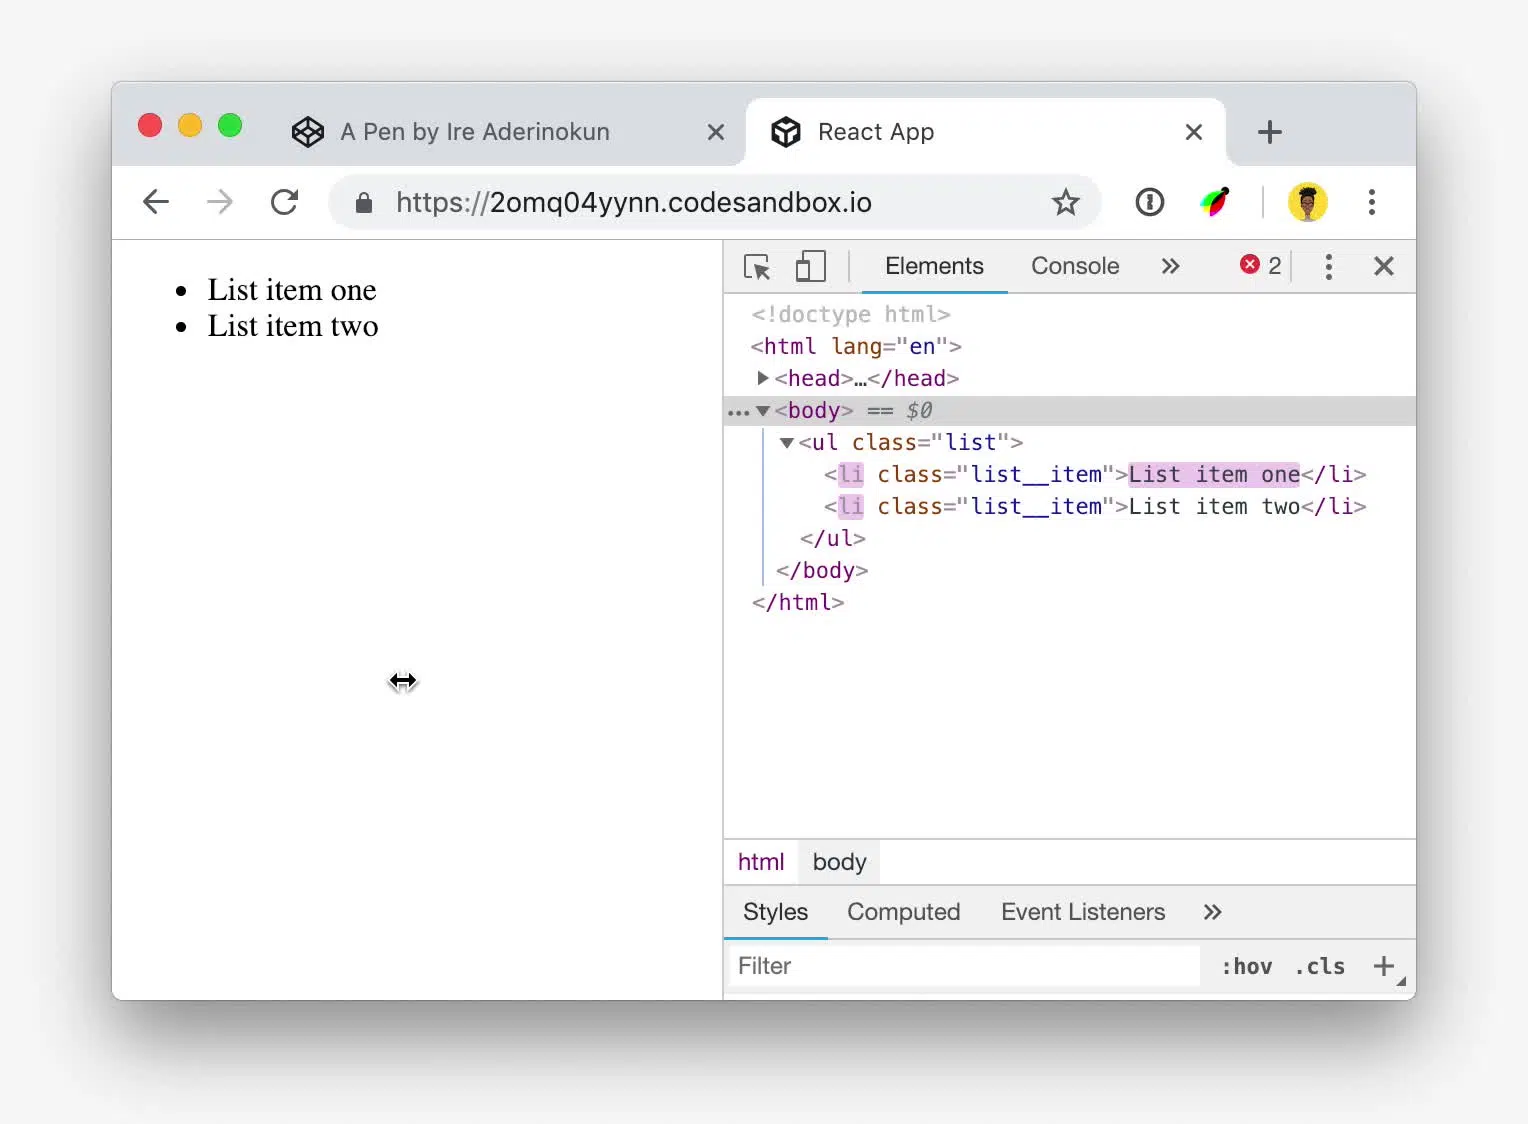 A Pen by Ire Aderinokun
React App
https://2omq04yynn.codesandbox.io
List item one
List item two
Elements Console » 2
<!doctype html>
<html lang="en">
<head>…</head>
<body> == $0
<ul class="list">
<li class="list__item">List item one</li>
<li class="list__item">List item two</li>
</ul>
</body>
</html>
html body
Styles Computed Event Listeners »
Filter :hov .cls +